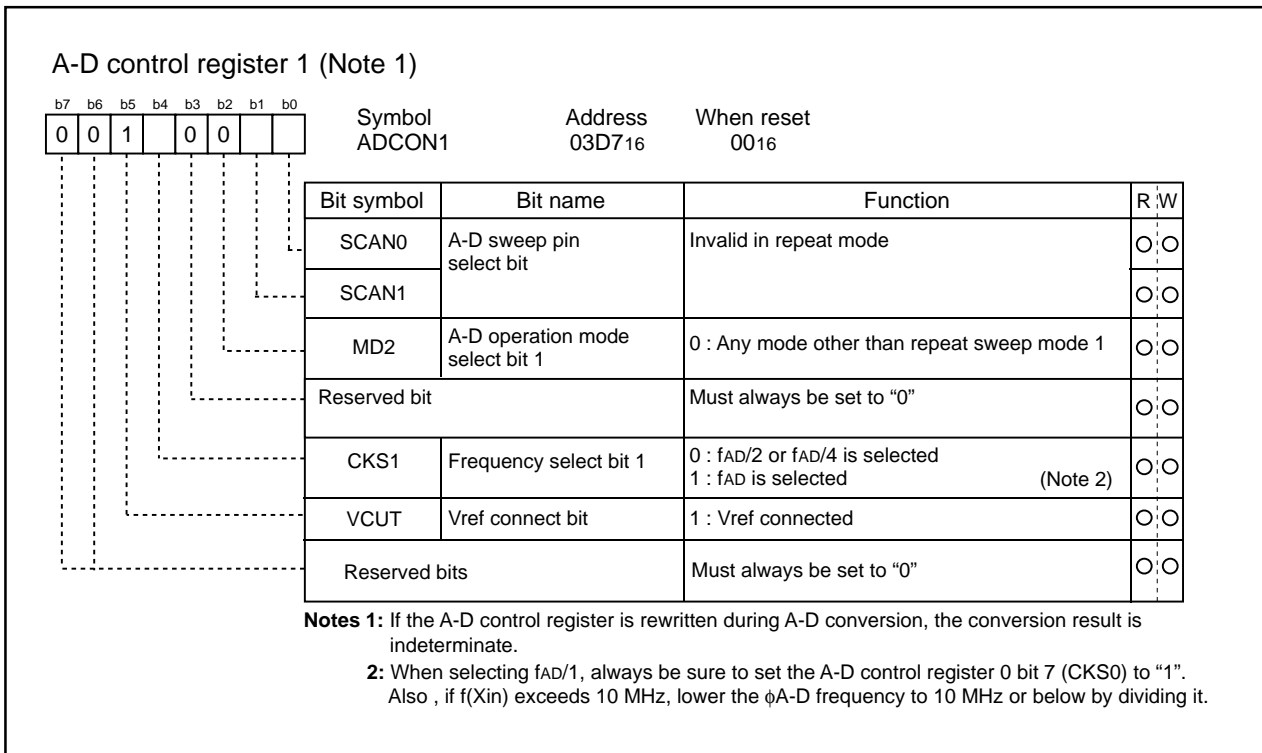 A-D control register 1 (Note 1)
b7 b6 b5 b4 b3 b2 b1 b0
0 0 1 0 0
Symbol Address When reset
ADCON1 03D716 0016
Bit symbol Bit name Function R W
SCAN0 A-D sweep pin select bit Invalid in repeat mode O O
SCAN1 O O
MD2 A-D operation mode select bit 1 0 : Any mode other than repeat sweep mode 1 O O
Reserved bit Must always be set to “0” O O
CKS1 Frequency select bit 1 0 : fAD/2 or fAD/4 is selected
1 : fAD is selected (Note 2) O O
VCUT Vref connect bit 1 : Vref connected O O
Reserved bits Must always be set to “0” O O
Notes 1: If the A-D control register is rewritten during A-D conversion, the conversion result is
indeterminate.
2: When selecting fAD/1, always be sure to set the A-D control register 0 bit 7 (CKS0) to “1”.
Also , if f(Xin) exceeds 10 MHz, lower the ϕA-D frequency to 10 MHz or below by dividing it.